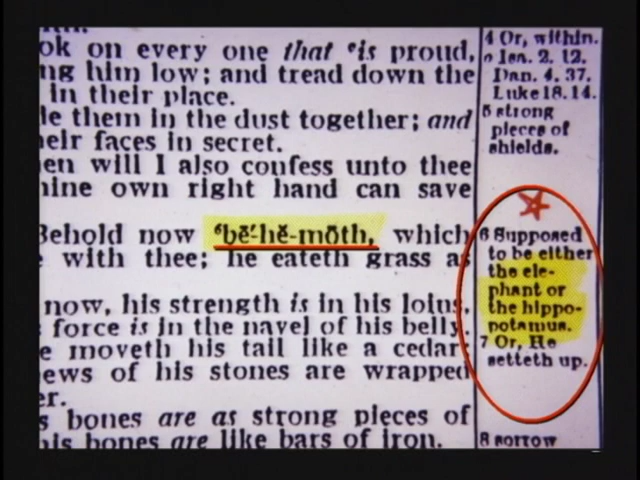 ok on every one that ᵉis proud,
ng him low; and tread down the
in their place.
le them in the dust together; and
eir faces in secret.
en will I also confess unto thee
nine own right hand can save
Behold now ⁶bē´-hĕ-mŏth, which
with thee; he eateth grass as
now, his strength is in his loins,
force is in the navel of his belly.
e moveth his tail like a cedar
ews of his stones are wrapped
er.
s bones are as strong pieces of
his bones are like bars of iron.
4 Or, within.
n Isa. 2. 12.
Dan. 4. 37.
Luke 18. 14.
5 strong
pieces of
shields.
6 Supposed
to be either
the ele-
phant or
the hippo-
potamus.
7 Or, He
setteth up.
8 sorrow